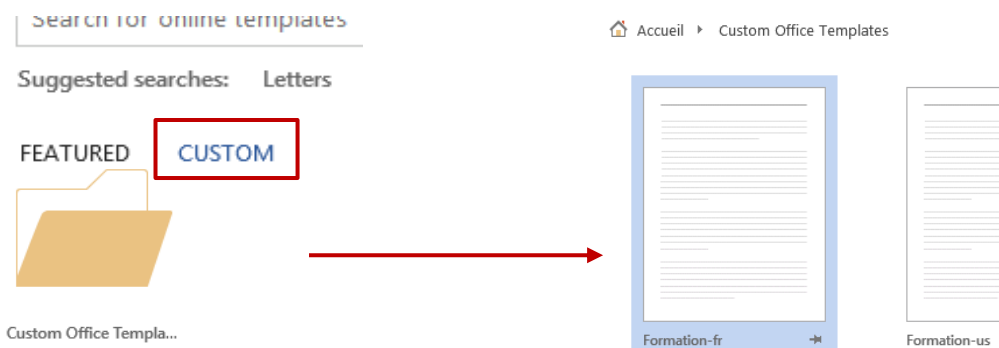 Search for online templates
Suggested searches: Letters
FEATURED CUSTOM
Custom Office Templa...
Accueil Custom Office Templates
Formation-fr
Formation-us